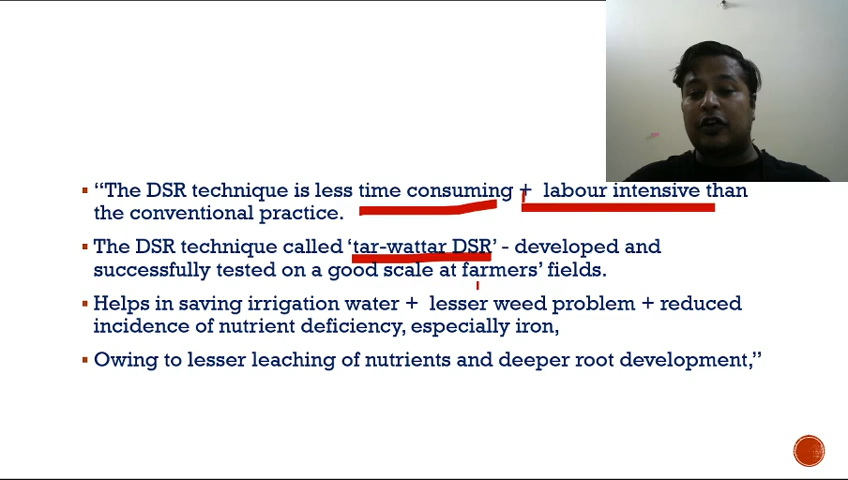 “The DSR technique is less time consuming + labour intensive than
the conventional practice.
The DSR technique called ‘tar-wattar DSR’ - developed and
successfully tested on a good scale at farmers’ fields.
Helps in saving irrigation water + lesser weed problem + reduced
incidence of nutrient deficiency, especially iron,
Owing to lesser leaching of nutrients and deeper root development,”